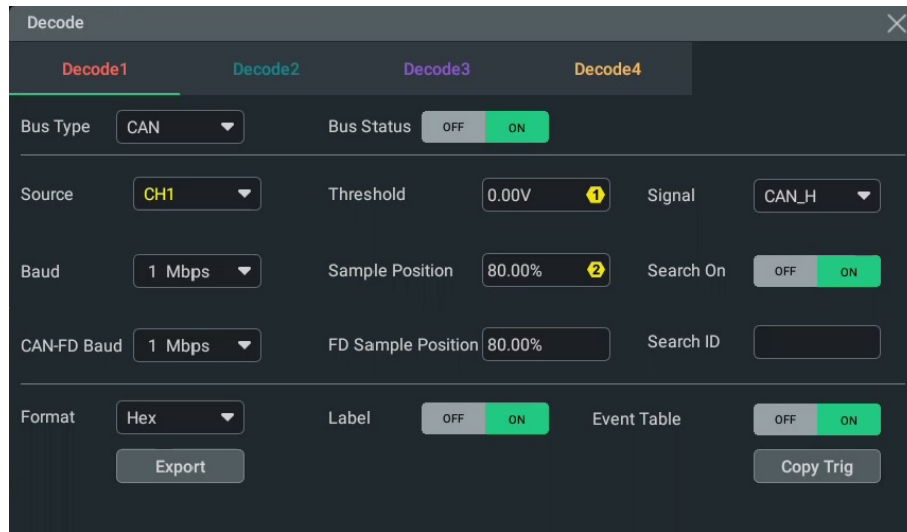 Decode
Decode1 Decode2 Decode3 Decode4
Bus Type CAN Bus Status OFF ON
Source CH1 Threshold 0.00V 1 Signal CAN_H
Baud 1 Mbps Sample Position 80.00% 2 Search On OFF ON
CAN-FD Baud 1 Mbps FD Sample Position 80.00% Search ID
Format Hex Label OFF ON Event Table OFF ON
Export Copy Trig